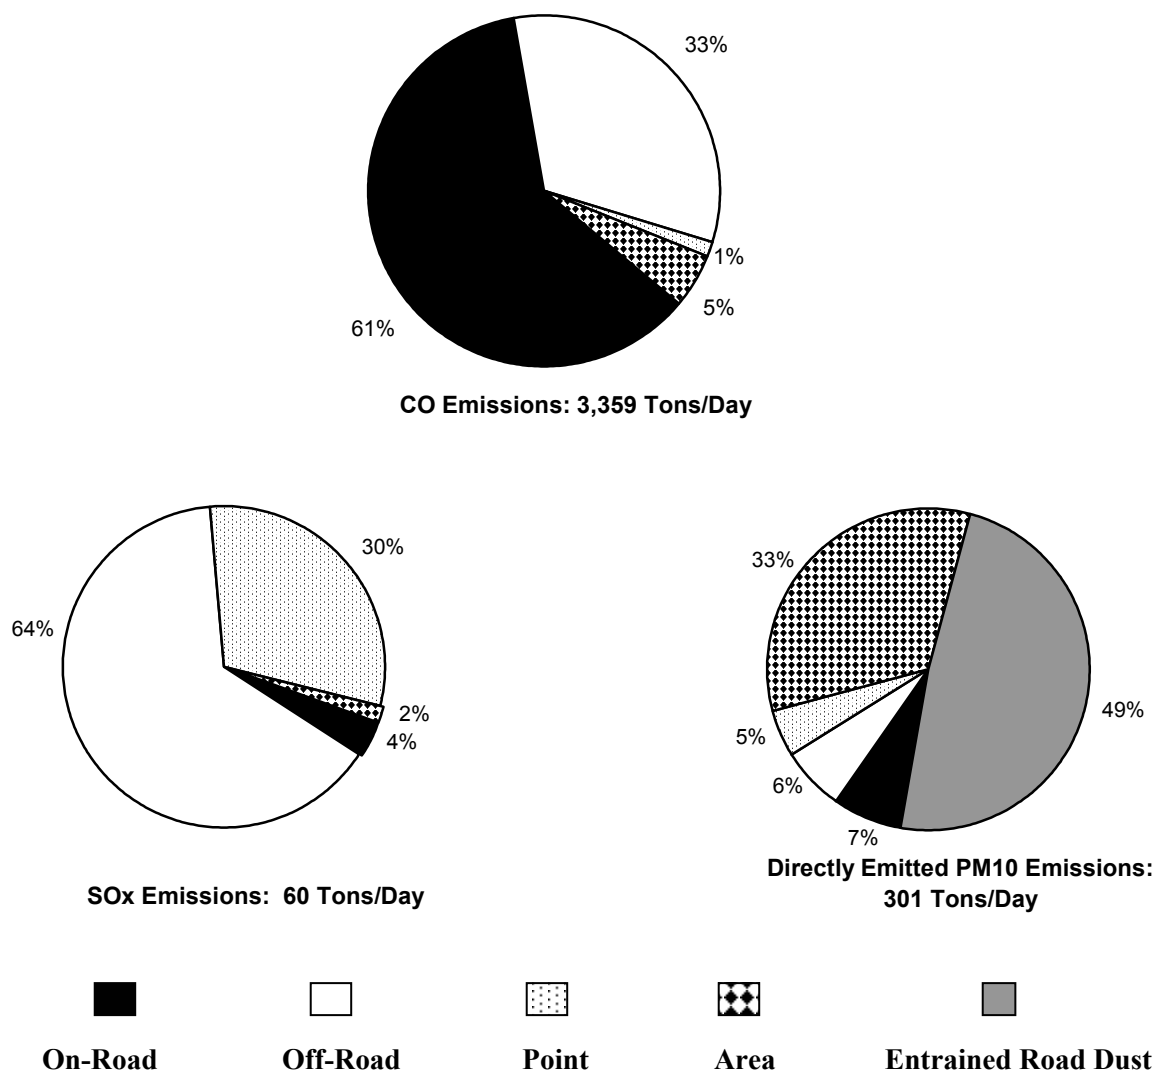 33%
1%
5%
61%
CO Emissions: 3,359 Tons/Day
30%
64%
2%
4%
SOx Emissions: 60 Tons/Day
33%
49%
5%
6%
7%
Directly Emitted PM10 Emissions:
301 Tons/Day
On-Road Off-Road Point Area Entrained Road Dust